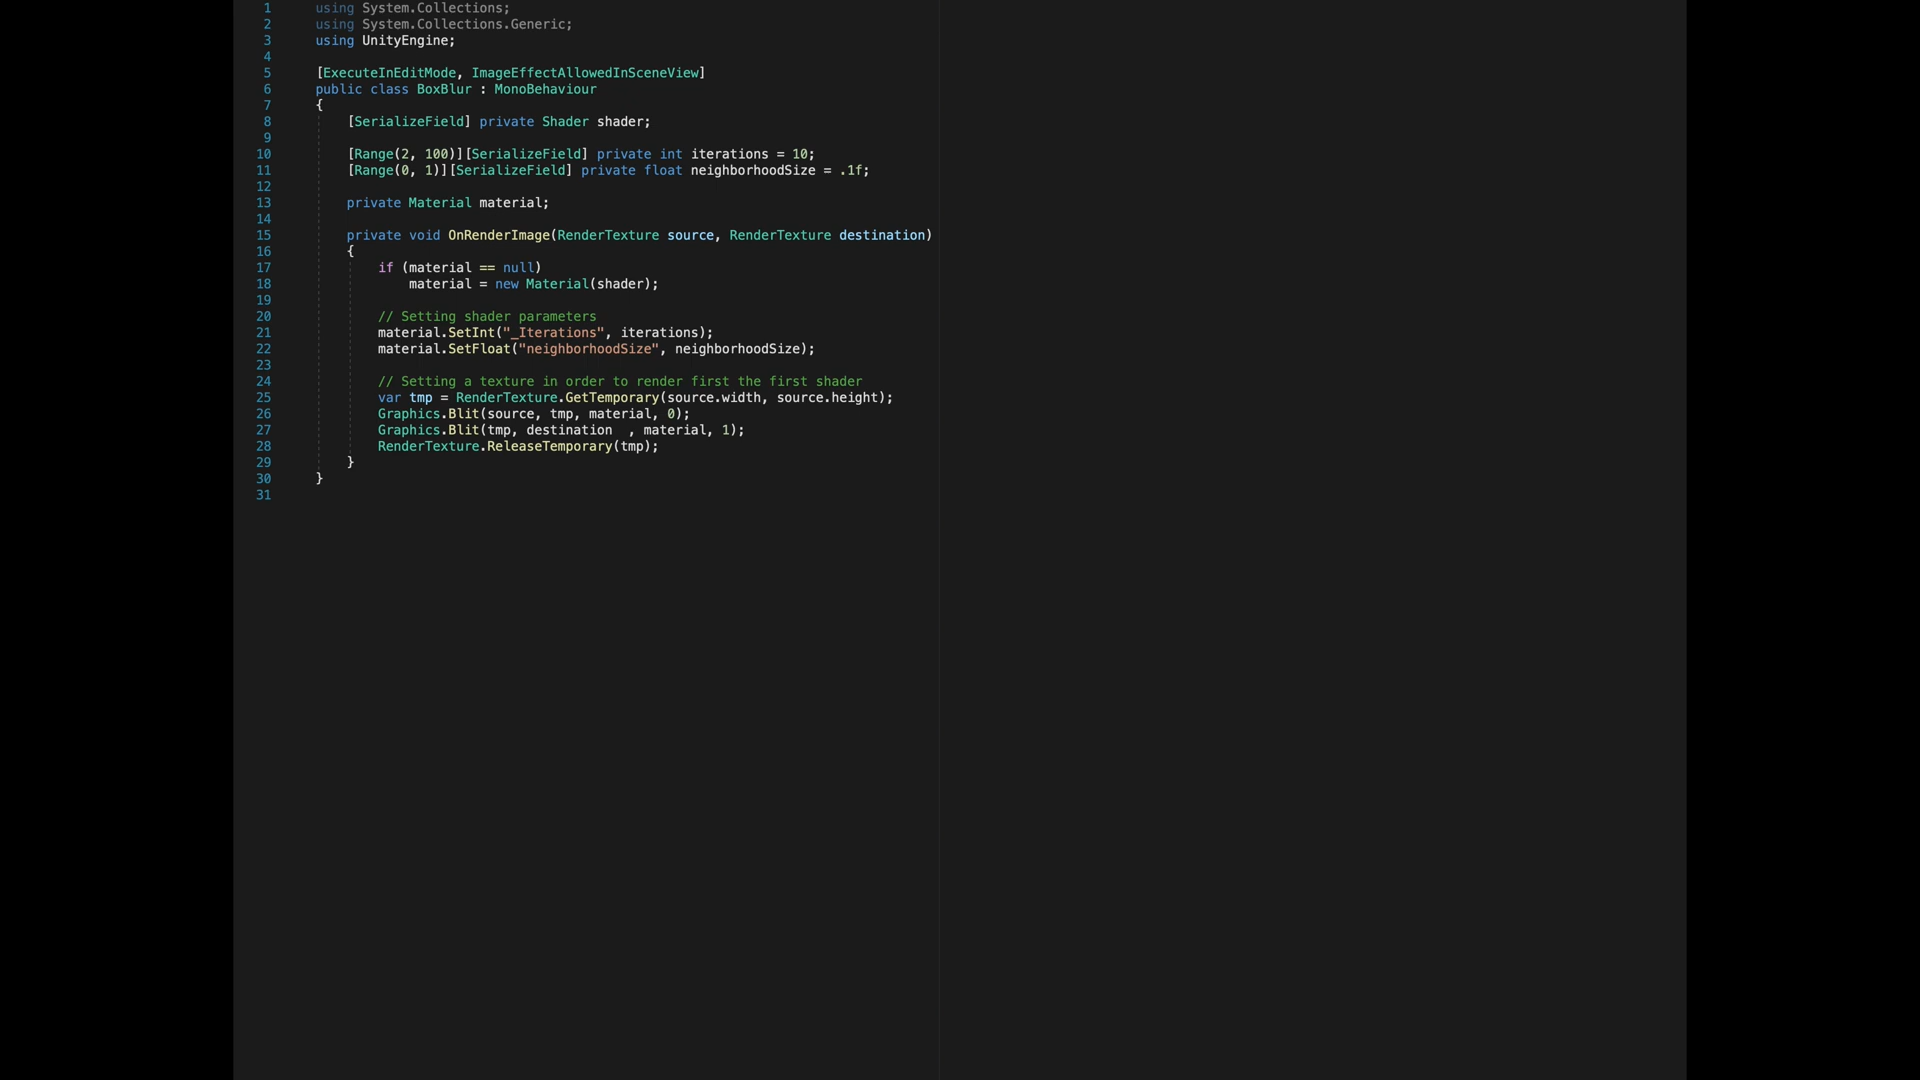 1 using System.Collections;
2 using System.Collections.Generic;
3 using UnityEngine;
4
5 [ExecuteInEditMode, ImageEffectAllowedInSceneView]
6 public class BoxBlur : MonoBehaviour
7 {
8 [SerializeField] private Shader shader;
9
10 [Range(2, 100)][SerializeField] private int iterations = 10;
11 [Range(0, 1)][SerializeField] private float neighborhoodSize = .1f;
12
13 private Material material;
14
15 private void OnRenderImage(RenderTexture source, RenderTexture destination)
16 {
17 if (material == null)
18 material = new Material(shader);
19
20 // Setting shader parameters
21 material.SetInt("_Iterations", iterations);
22 material.SetFloat("neighborhoodSize", neighborhoodSize);
23
24 // Setting a texture in order to render first the first shader
25 var tmp = RenderTexture.GetTemporary(source.width, source.height);
26 Graphics.Blit(source, tmp, material, 0);
27 Graphics.Blit(tmp, destination  , material, 1);
28 RenderTexture.ReleaseTemporary(tmp);
29 }
30 }
31